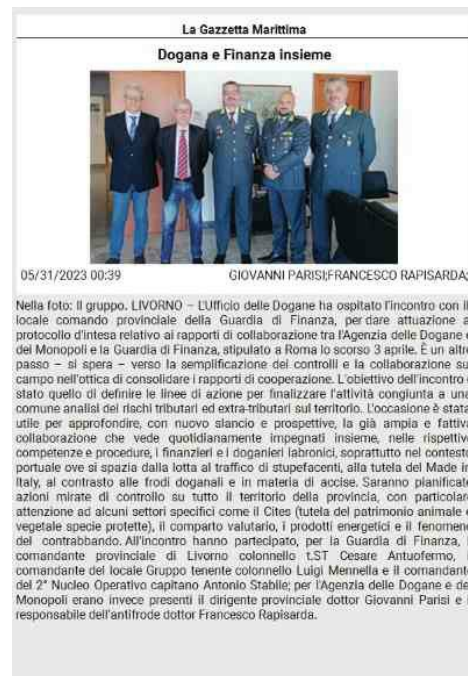 La Gazzetta Marittima
Dogana e Finanza insieme
05/31/2023 00:39 GIOVANNI PARISI;FRANCESCO RAPISARDA;
Nella foto: Il gruppo. LIVORNO – L'Ufficio delle Dogane ha ospitato l'incontro con il
locale comando provinciale della Guardia di Finanza, per dare attuazione a
protocollo d'intesa relativo ai rapporti di collaborazione tra l'Agenzia delle Dogane e
dei Monopoli e la Guardia di Finanza, stipulato a Roma lo scorso 3 aprile. È un altro
passo – si spera – verso la semplificazione dei controlli e la collaborazione su
campo nell'ottica di consolidare i rapporti di cooperazione. L'obiettivo dell'incontro è
stato quello di definire le linee di azione per finalizzare l'attività congiunta a una
comune analisi dei rischi tributari ed extra-tributari sul territorio. L'occasione è stata
utile per approfondire, con nuovo slancio e prospettive, la già ampia e fattiva
collaborazione che vede quotidianamente impegnati insieme, nelle rispettive
competenze e procedure, i finanzieri e i doganieri labronici, soprattutto nel contesto
portuale ove si spazia dalla lotta al traffico di stupefacenti, alla tutela del Made in
Italy, al contrasto alle frodi doganali e in materia di accise. Saranno pianificate
azioni mirate di controllo su tutto il territorio della provincia, con particolare
attenzione ad alcuni settori specifici come il Cites (tutela del patrimonio animale e
vegetale specie protette), il comparto valutario, i prodotti energetici e il fenomeno
del contrabbando. All'incontro hanno partecipato, per la Guardia di Finanza, i
comandante provinciale di Livorno colonnello t.ST Cesare Antuofermo, i
comandante del locale Gruppo tenente colonnello Luigi Mennella e il comandante
del 2° Nucleo Operativo capitano Antonio Stabile; per l'Agenzia delle Dogane e dei
Monopoli erano invece presenti il dirigente provinciale dottor Giovanni Parisi e i
responsabile dell'antifrode dottor Francesco Rapisarda.